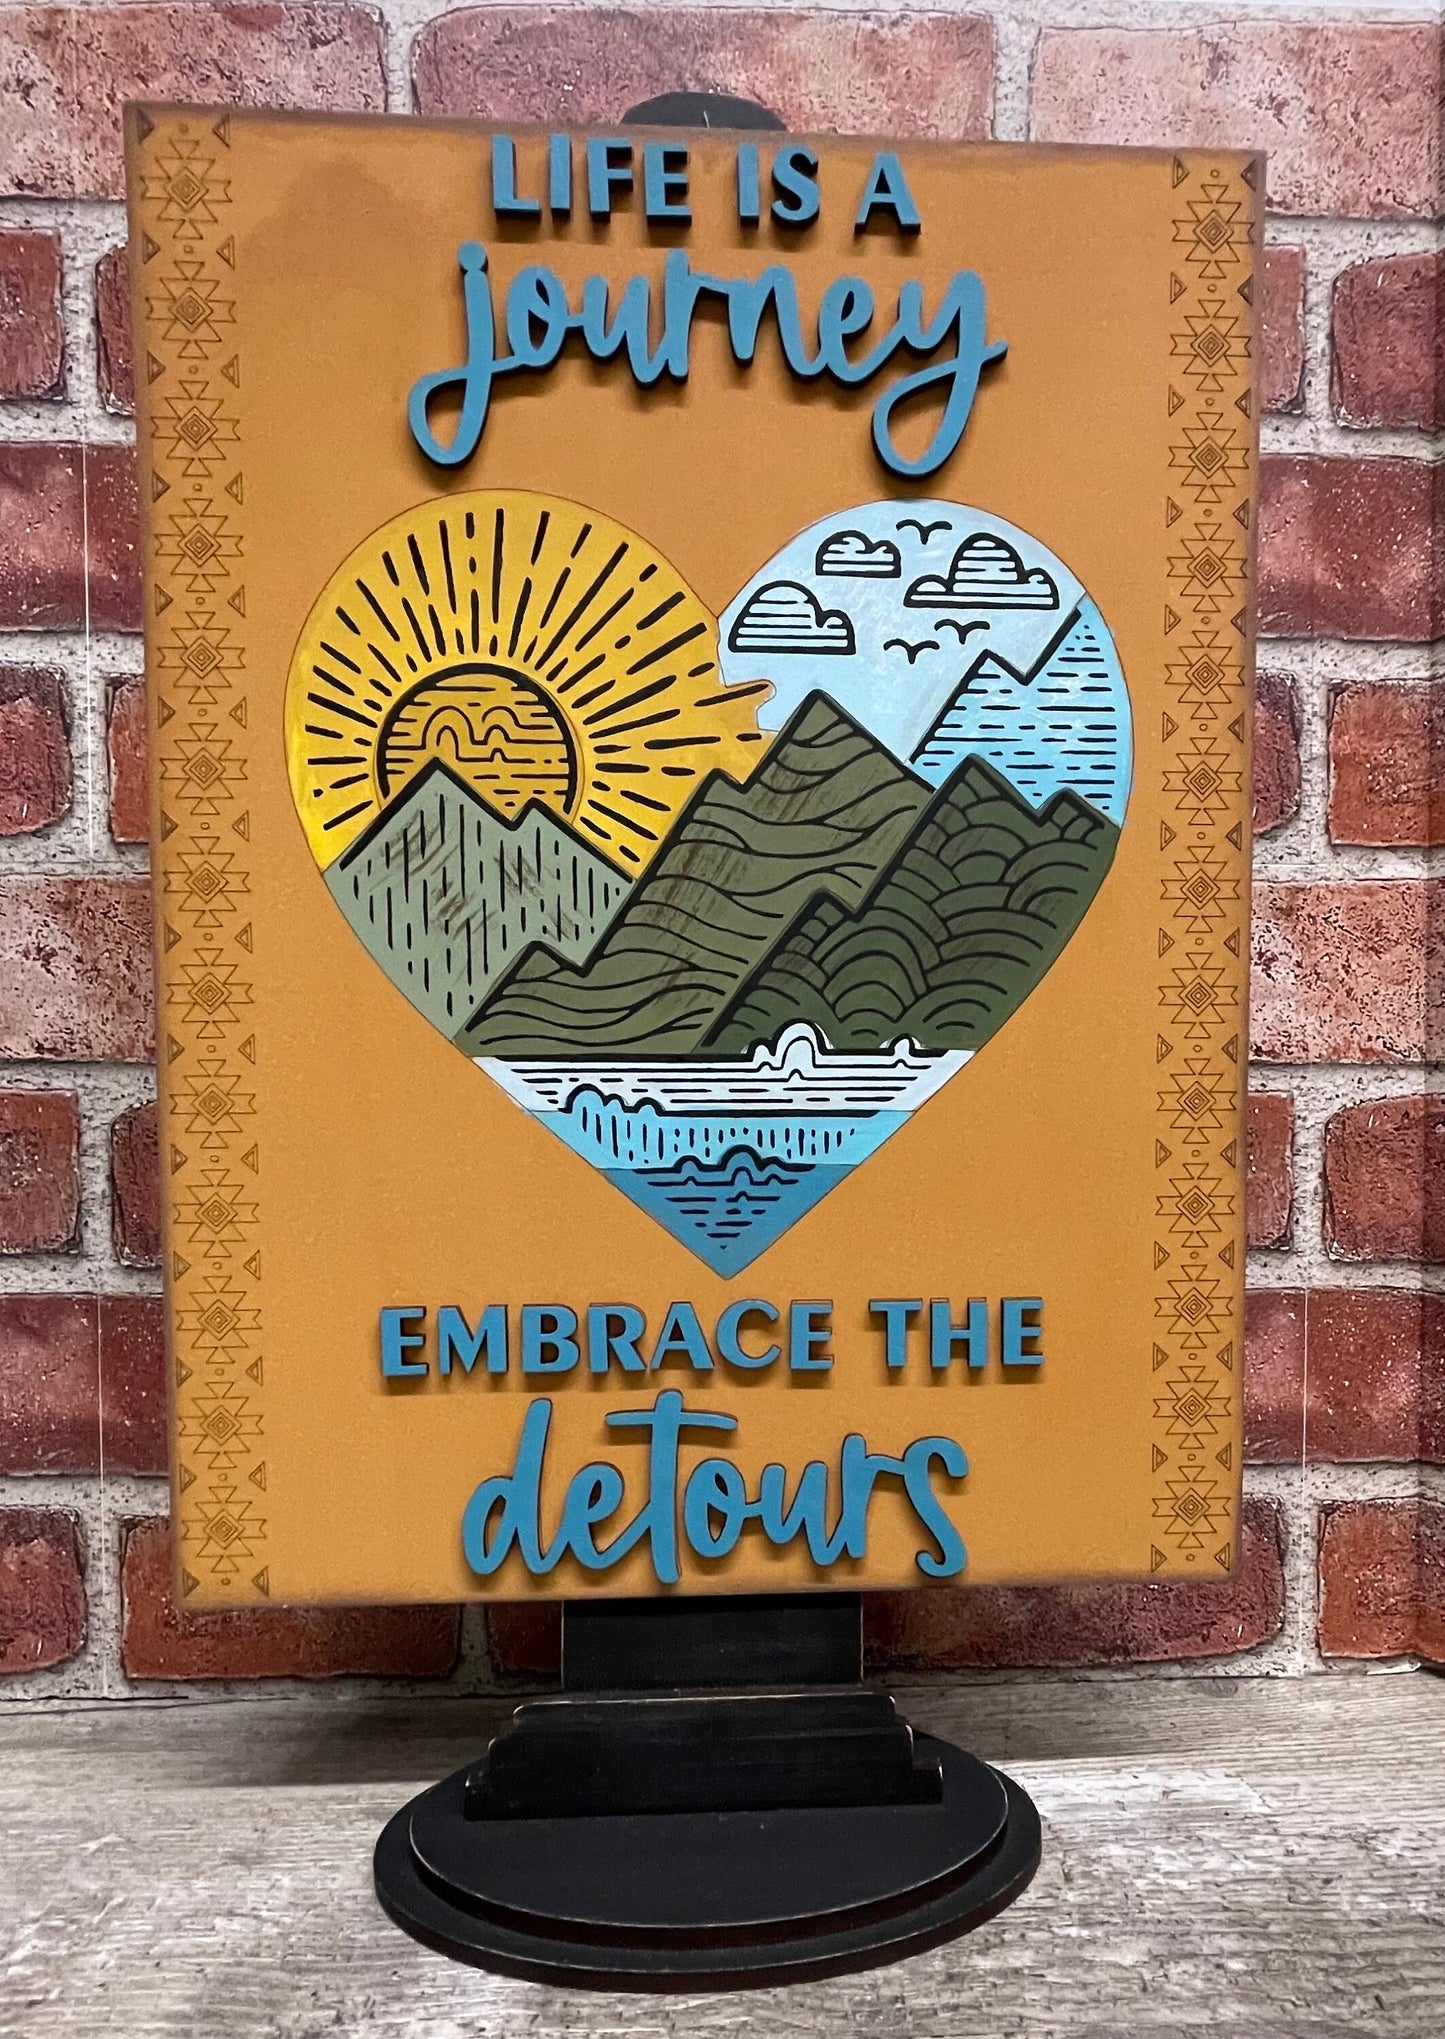 LIFE IS A
journey
EMBRACE THE
detours